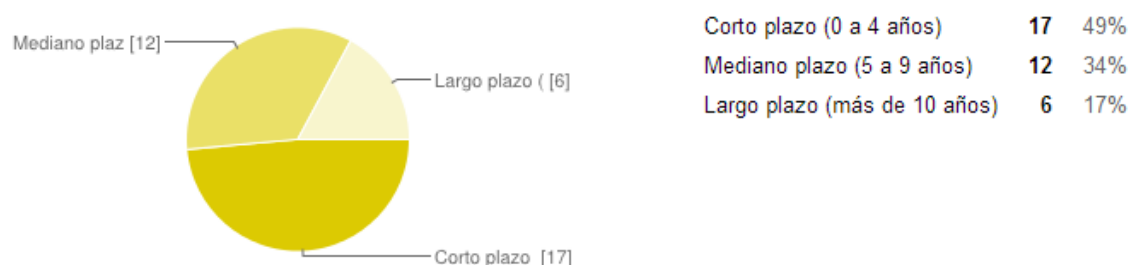 Mediano plaz [12]
Largo plazo ( [6]
Corto plazo [17]
Corto plazo (0 a 4 años) 17 49%
Mediano plazo (5 a 9 años) 12 34%
Largo plazo (más de 10 años) 6 17%